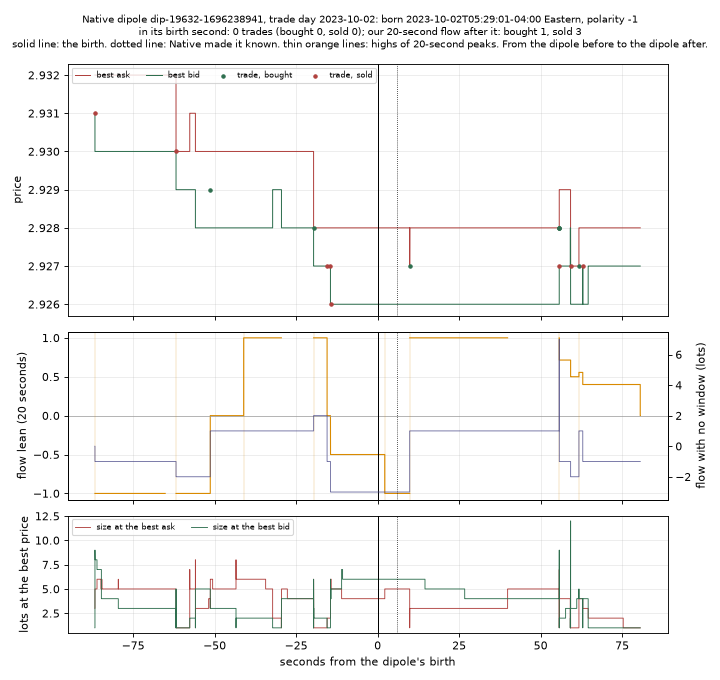 Native dipole dip-19632-1696238941, trade day 2023-10-02: born 2023-10-02T05:29:01-04:00 Eastern, polarity -1
in its birth second: 0 trades (bought 0, sold 0); our 20-second flow after it: bought 1, sold 3
solid line: the birth. dotted line: Native made it known. thin orange lines: highs of 20-second peaks. From the dipole before to the dipole after.
best ask
best bid
trade, bought
trade, sold
2.932
2.931
2.930
2.929
2.928
2.927
2.926
price
1.0
0.5
0.0
−0.5
−1.0
flow lean (20 seconds)
6
4
2
0
−2
flow with no window (lots)
size at the best ask
size at the best bid
12.5
10.0
7.5
5.0
2.5
lots at the best price
−75
−50
−25
0
25
50
75
seconds from the dipole's birth